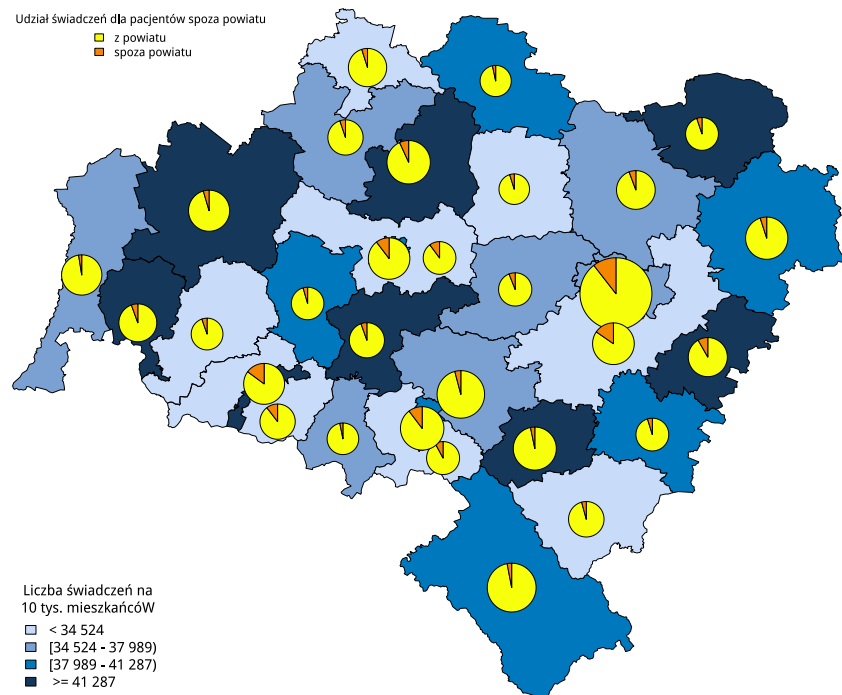 Udział świadczeń dla pacjentów spoza powiatu
z powiatu
spoza powiatu
Liczba świadczeń na
10 tys. mieszkańcóW
< 34 524
[34 524 - 37 989)
[37 989 - 41 287)
>= 41 287